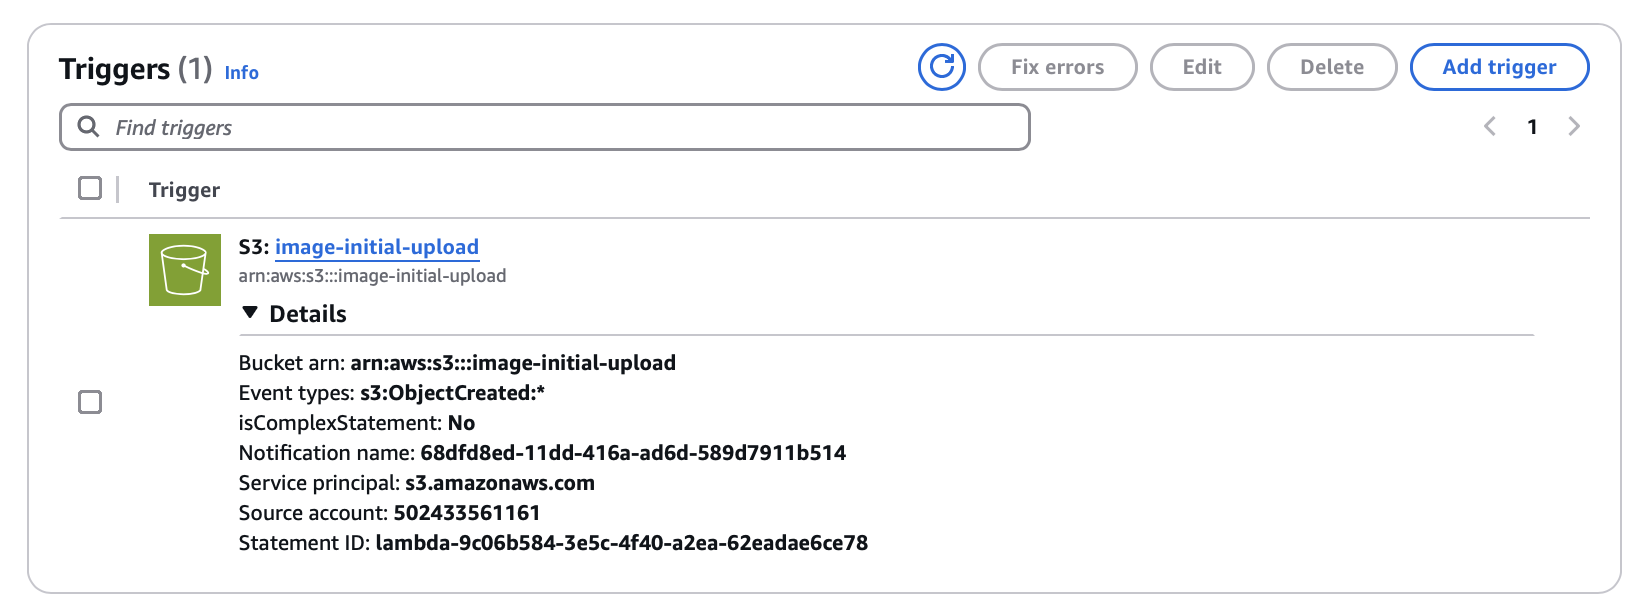 Triggers (1) Info
Fix errors
Edit
Delete
Add trigger
Find triggers
1
Trigger
S3: image-initial-upload
arn:aws:s3:::image-initial-upload
Details
Bucket arn: arn:aws:s3:::image-initial-upload
Event types: s3:ObjectCreated:*
isComplexStatement: No
Notification name: 68dfd8ed-11dd-416a-ad6d-589d7911b514
Service principal: s3.amazonaws.com
Source account: 502433561161
Statement ID: lambda-9c06b584-3e5c-4f40-a2ea-62eadae6ce78